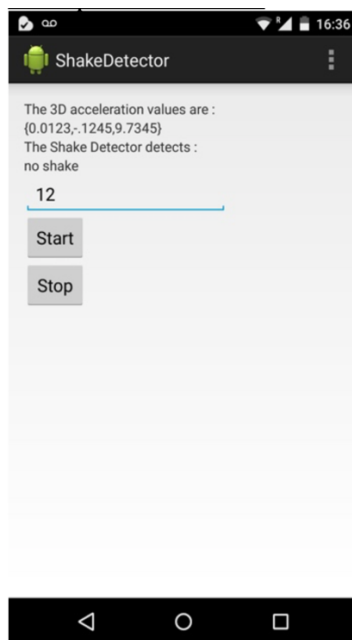 16:36
ShakeDetector
The 3D acceleration values are :
{0.0123,-.1245,9.7345}
The Shake Detector detects :
no shake
12
Start
Stop